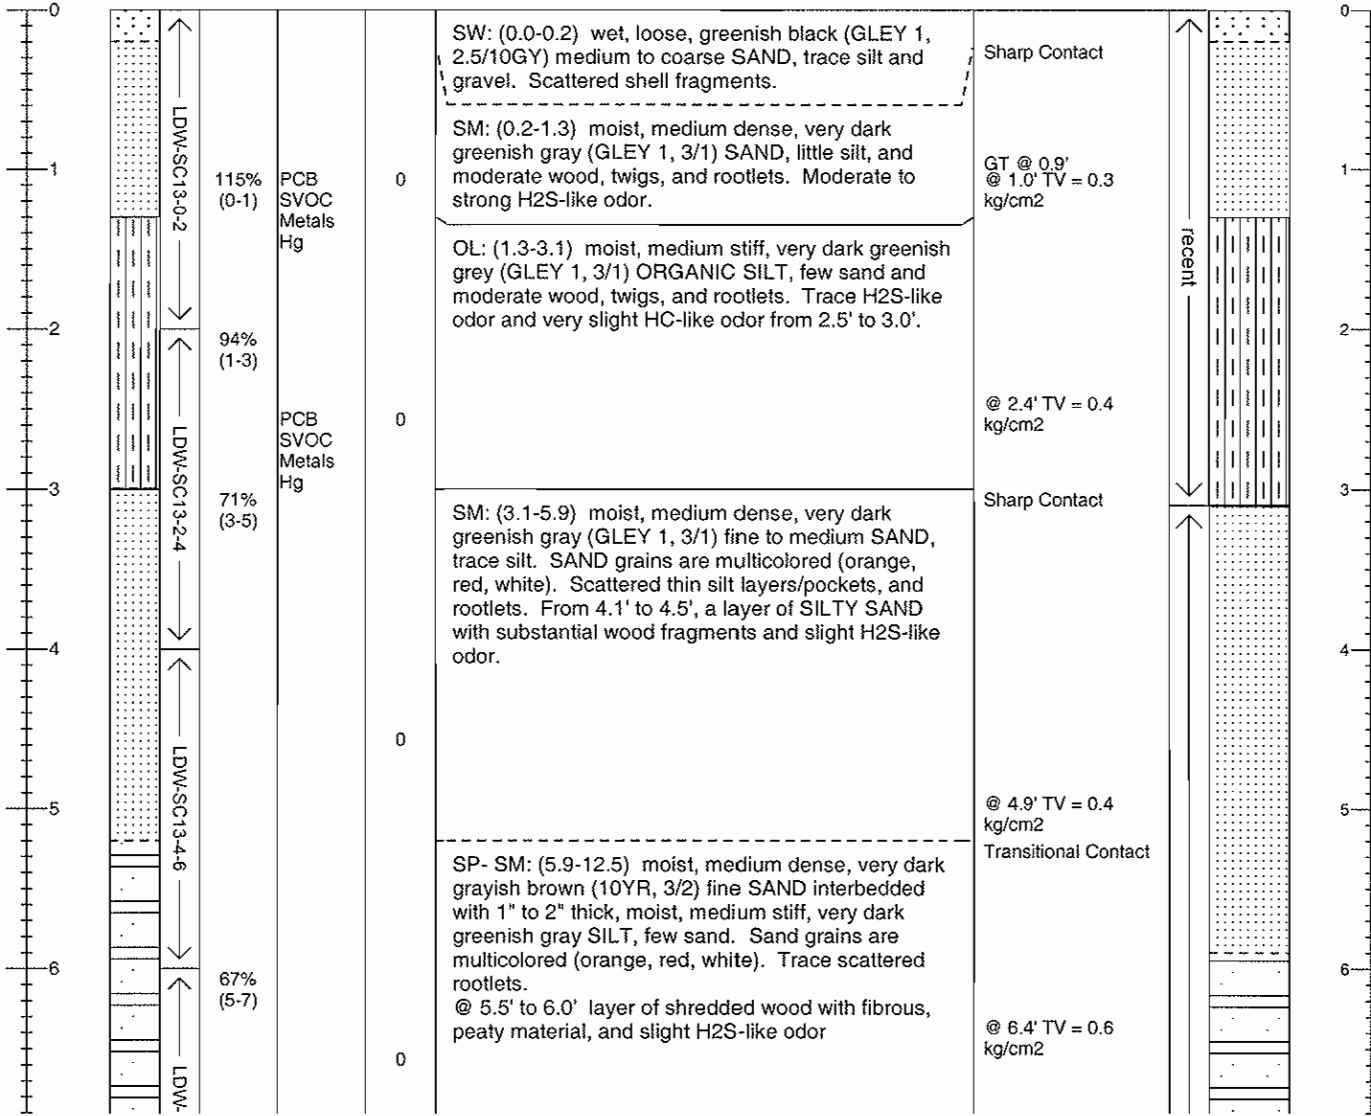 0
1
2
3
4
5
6
LDW-SC13-0-2
LDW-SC13-2-4
LDW-SC13-4-6
LDW-
115%
(0-1)
94%
(1-3)
71%
(3-5)
67%
(5-7)
PCB
SVOC
Metals
Hg
PCB
SVOC
Metals
Hg
0
0
0
0
SW: (0.0-0.2) wet, loose, greenish black (GLEY 1,
2.5/10GY) medium to coarse SAND, trace silt and
gravel. Scattered shell fragments.
SM: (0.2-1.3) moist, medium dense, very dark
greenish gray (GLEY 1, 3/1) SAND, little silt, and
moderate wood, twigs, and rootlets. Moderate to
strong H2S-like odor.
OL: (1.3-3.1) moist, medium stiff, very dark greenish
grey (GLEY 1, 3/1) ORGANIC SILT, few sand and
moderate wood, twigs, and rootlets. Trace H2S-like
odor and very slight HC-like odor from 2.5' to 3.0'.
SM: (3.1-5.9) moist, medium dense, very dark
greenish gray (GLEY 1, 3/1) fine to medium SAND,
trace silt. SAND grains are multicolored (orange,
red, white). Scattered thin silt layers/pockets, and
rootlets. From 4.1' to 4.5', a layer of SILTY SAND
with substantial wood fragments and slight H2S-like
odor.
SP- SM: (5.9-12.5) moist, medium dense, very dark
grayish brown (10YR, 3/2) fine SAND interbedded
with 1" to 2" thick, moist, medium stiff, very dark
greenish gray SILT, few sand. Sand grains are
multicolored (orange, red, white). Trace scattered
rootlets.
@ 5.5' to 6.0' layer of shredded wood with fibrous,
peaty material, and slight H2S-like odor
Sharp Contact
GT @ 0.9'
@ 1.0' TV = 0.3
kg/cm2
@ 2.4' TV = 0.4
kg/cm2
Sharp Contact
@ 4.9' TV = 0.4
kg/cm2
Transitional Contact
@ 6.4' TV = 0.6
kg/cm2
recent
0
1
2
3
4
5
6